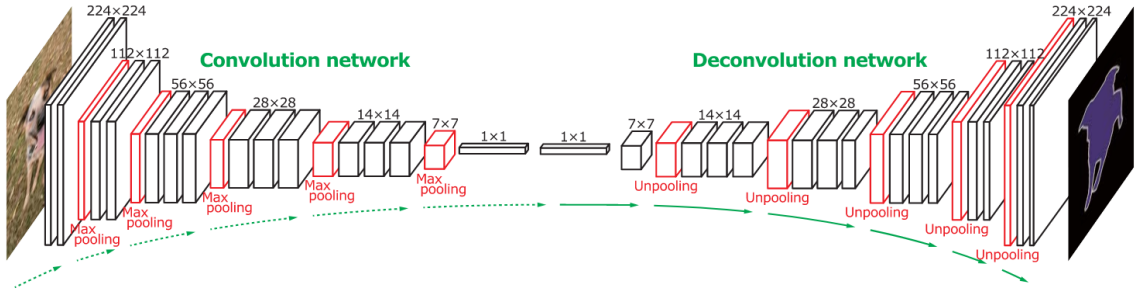 224×224
112×112
56×56
28×28
14×14
7×7
1×1
1×1
7×7
14×14
28×28
56×56
112×112
224×224
Convolution network
Deconvolution network
Max
pooling
Max
pooling
Max
pooling
Max
pooling
Max
pooling
Unpooling
Unpooling
Unpooling
Unpooling
Unpooling